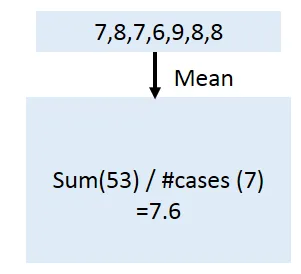 7,8,7,6,9,8,8
Mean
Sum(53) / #cases (7)
=7.6